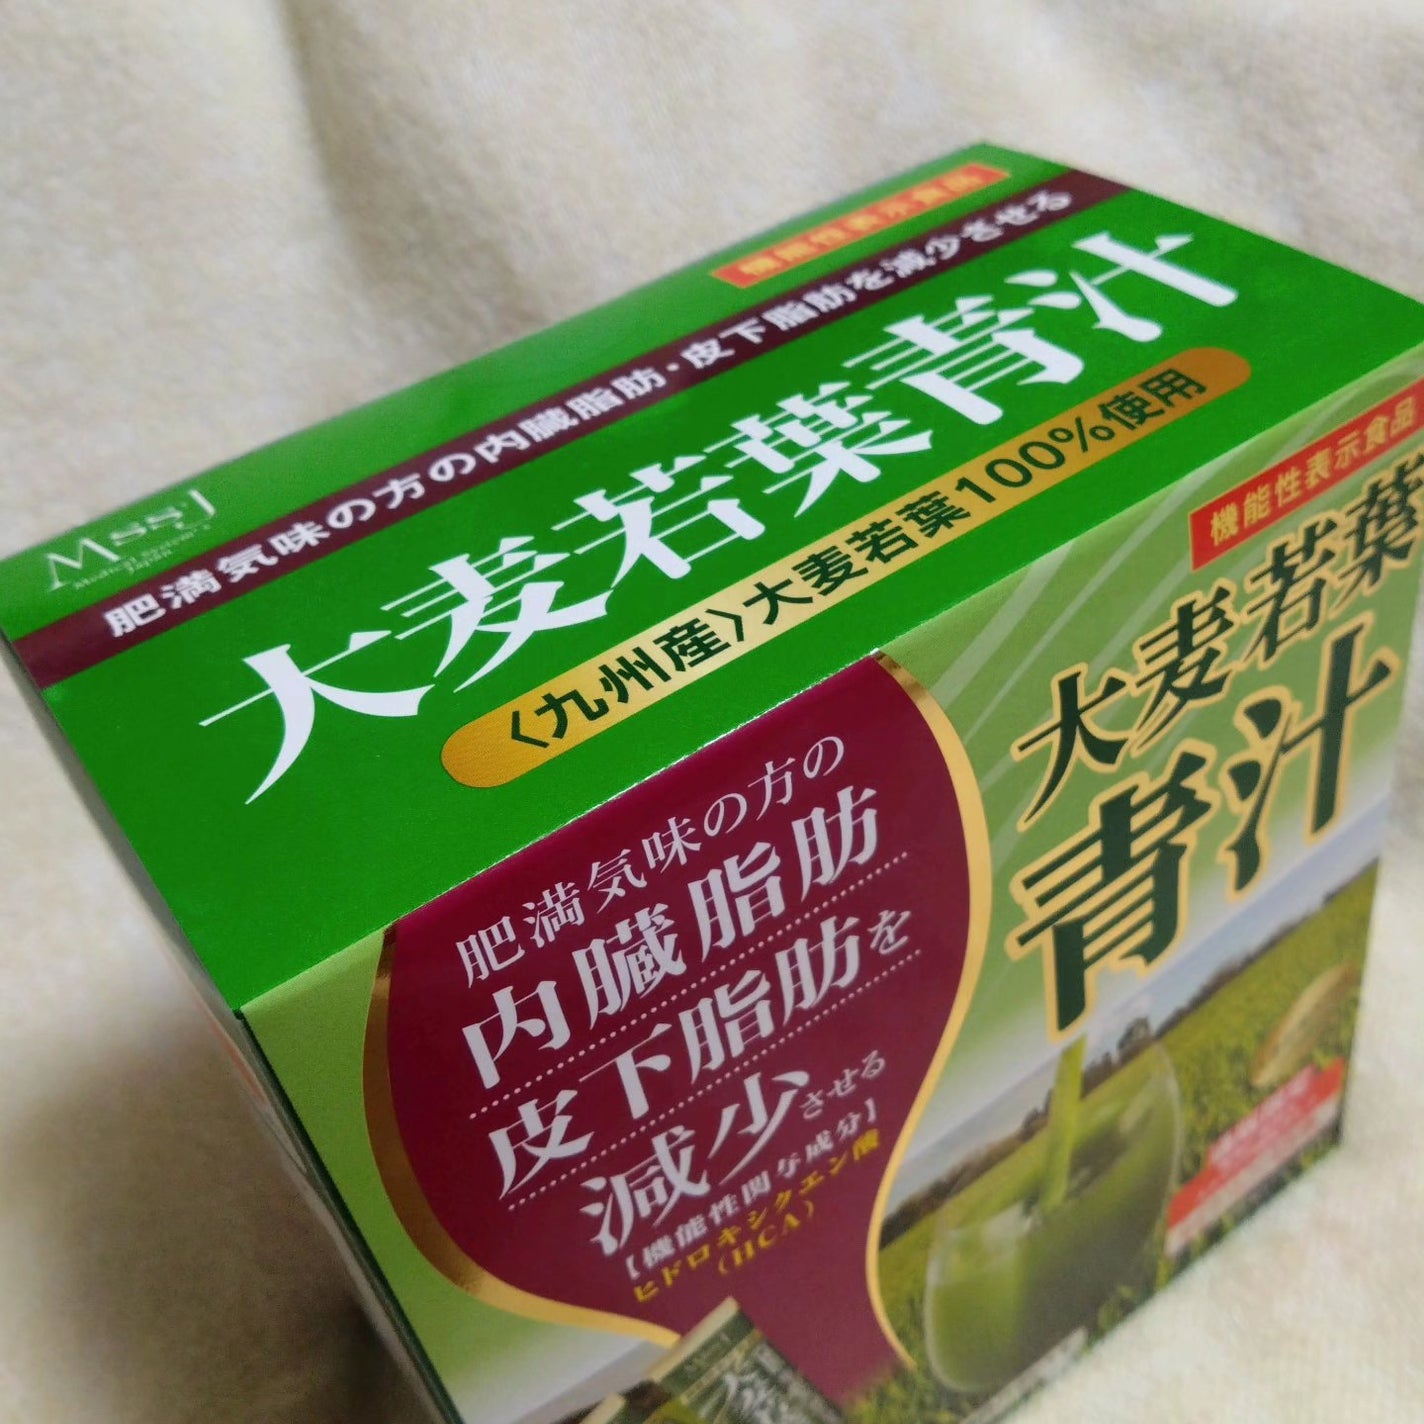 機能性表示食品
肥満気味の方の内臓脂肪・皮下脂肪を減少させる
大麦若葉青汁
〈九州産〉大麦若葉100%使用
機能性表示食品
大麦若葉
青汁
肥満気味の方の
内臓脂肪
皮下脂肪を
減少させる
【機能性関与成分】
ヒドロキシクエン酸
(HCA)